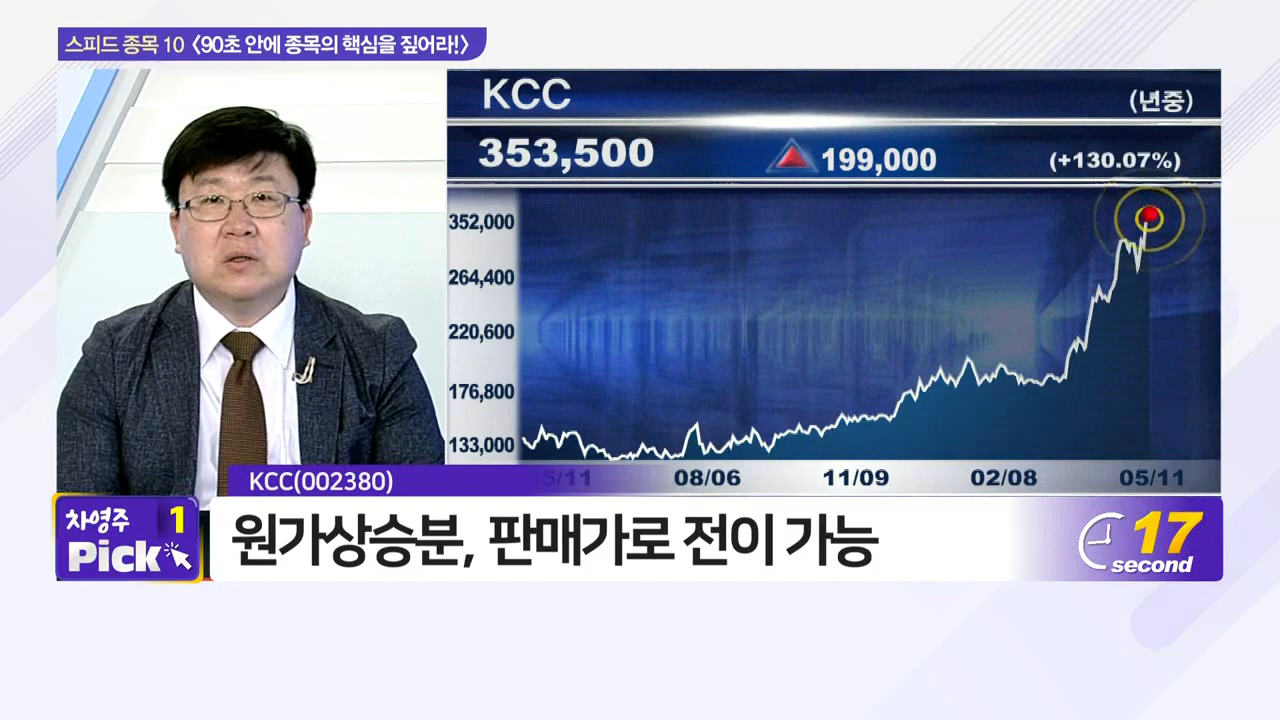 스피드 종목 10 <90초 안에 종목의 핵심을 짚어라!>
KCC
(년중)
353,500
199,000
(+130.07%)
352,000
264,400
220,600
176,800
133,000
5/11
08/06
11/09
02/08
05/11
KCC(002380)
차영주 1
Pick
원가상승분, 판매가로 전이 가능
17
second